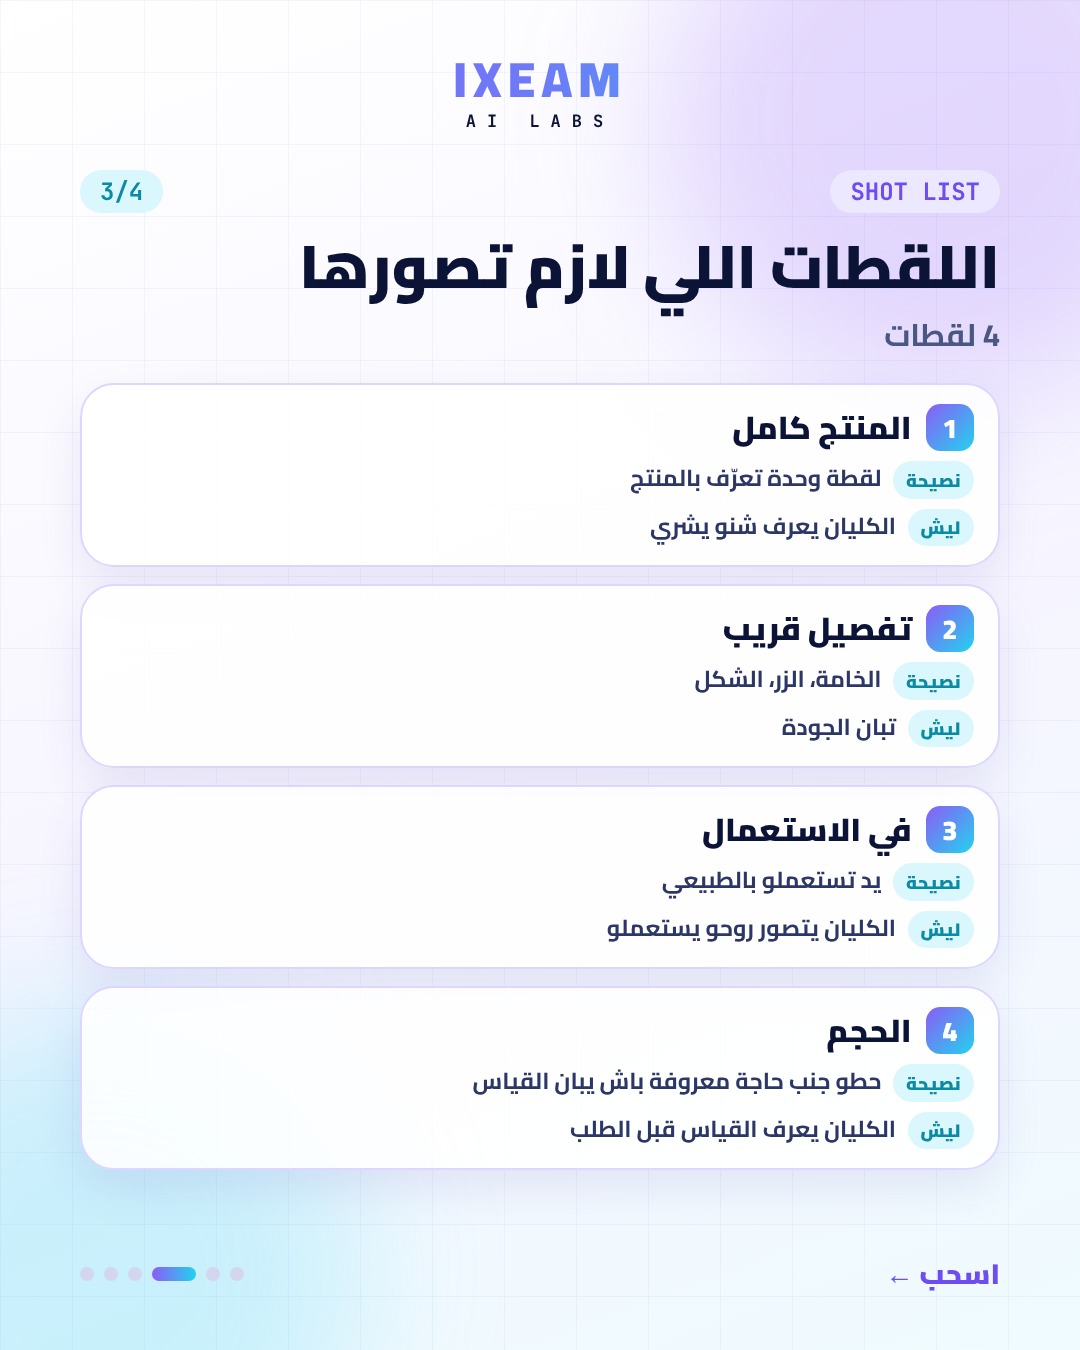 IXEAM
AI LABS
SHOT LIST
3/4
اللقطات اللي لازم تصورها
4 لقطات
1 المنتج كامل
نصيحة لقطة وحدة تعرّف بالمنتج
ليش الكليان يعرف شنو يشري
2 تفصيل قريب
نصيحة الخامة، الزر، الشكل
ليش تبان الجودة
3 في الاستعمال
نصيحة يد تستعملو بالطبيعي
ليش الكليان يتصور روحو يستعملو
4 الحجم
نصيحة حطو جنب حاجة معروفة باش يبان القياس
ليش الكليان يعرف القياس قبل الطلب
اسحب ←